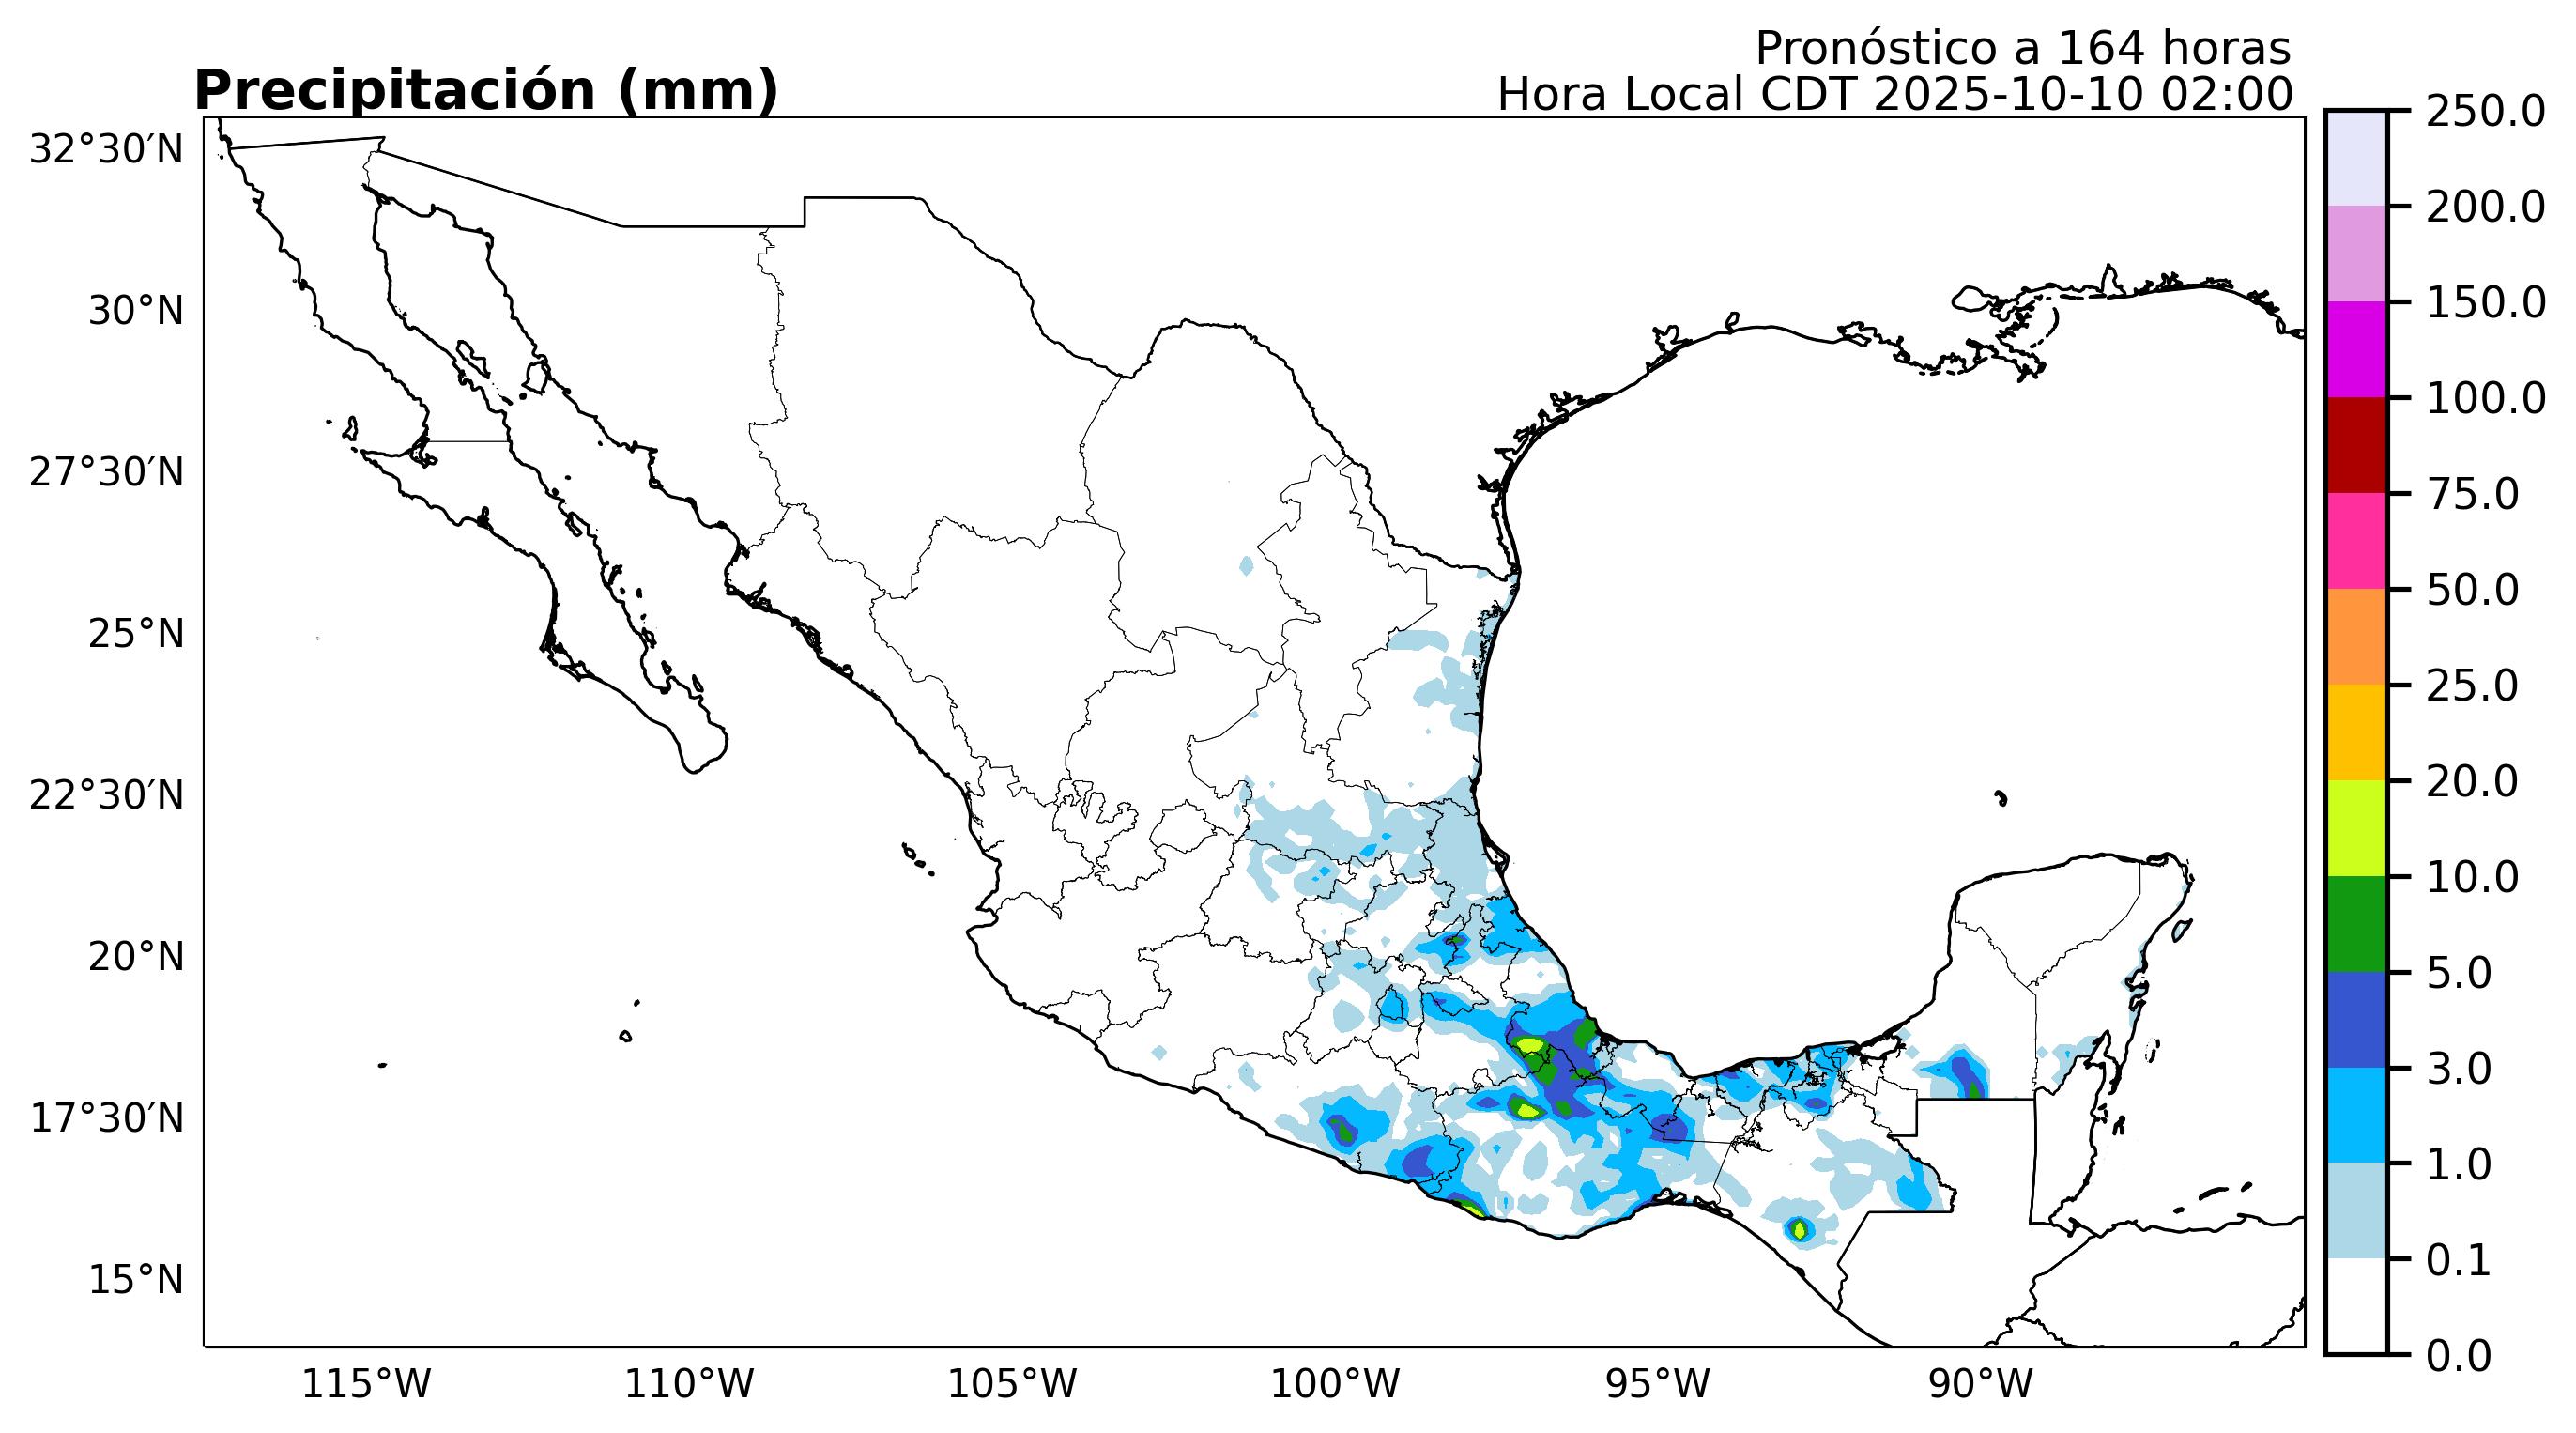 Pronóstico a 164 horas
Precipitación (mm)
Hora Local CDT 2025-10-10 02:00
32°30′N
30°N
27°30′N
25°N
22°30′N
20°N
17°30′N
15°N
115°W
110°W
105°W
100°W
95°W
90°W
250.0
200.0
150.0
100.0
75.0
50.0
25.0
20.0
10.0
5.0
3.0
1.0
0.1
0.0